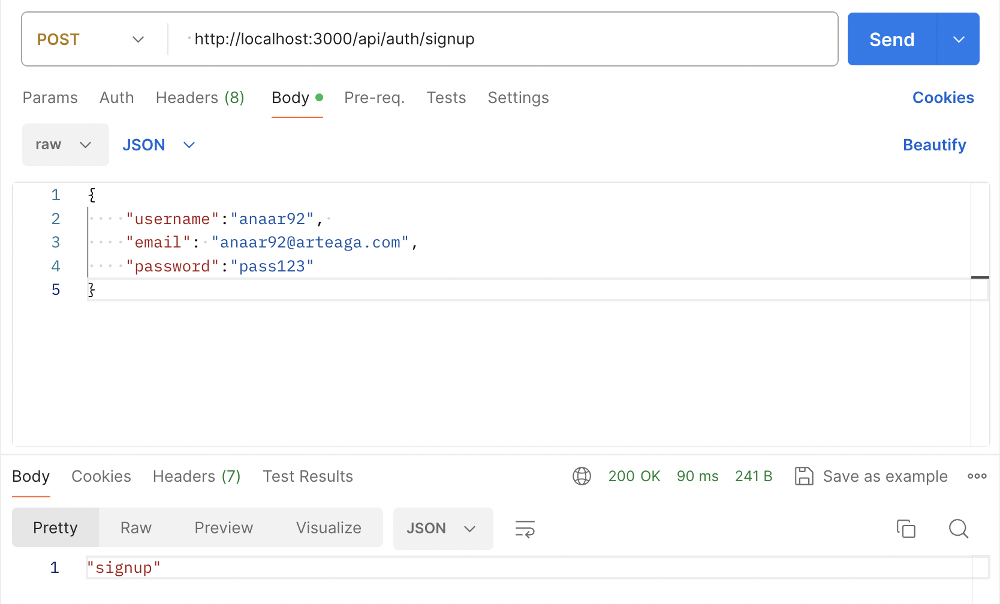 POST http://localhost:3000/api/auth/signup Send
Params Auth Headers (8) Body Pre-req. Tests Settings Cookies
raw JSON Beautify
1 {
2 "username":"anaar92",
3 "email": "anaar92@arteaga.com",
4 "password":"pass123"
5 }
Body Cookies Headers (7) Test Results 200 OK 90 ms 241 B Save as example
Pretty Raw Preview Visualize JSON
1 "signup"